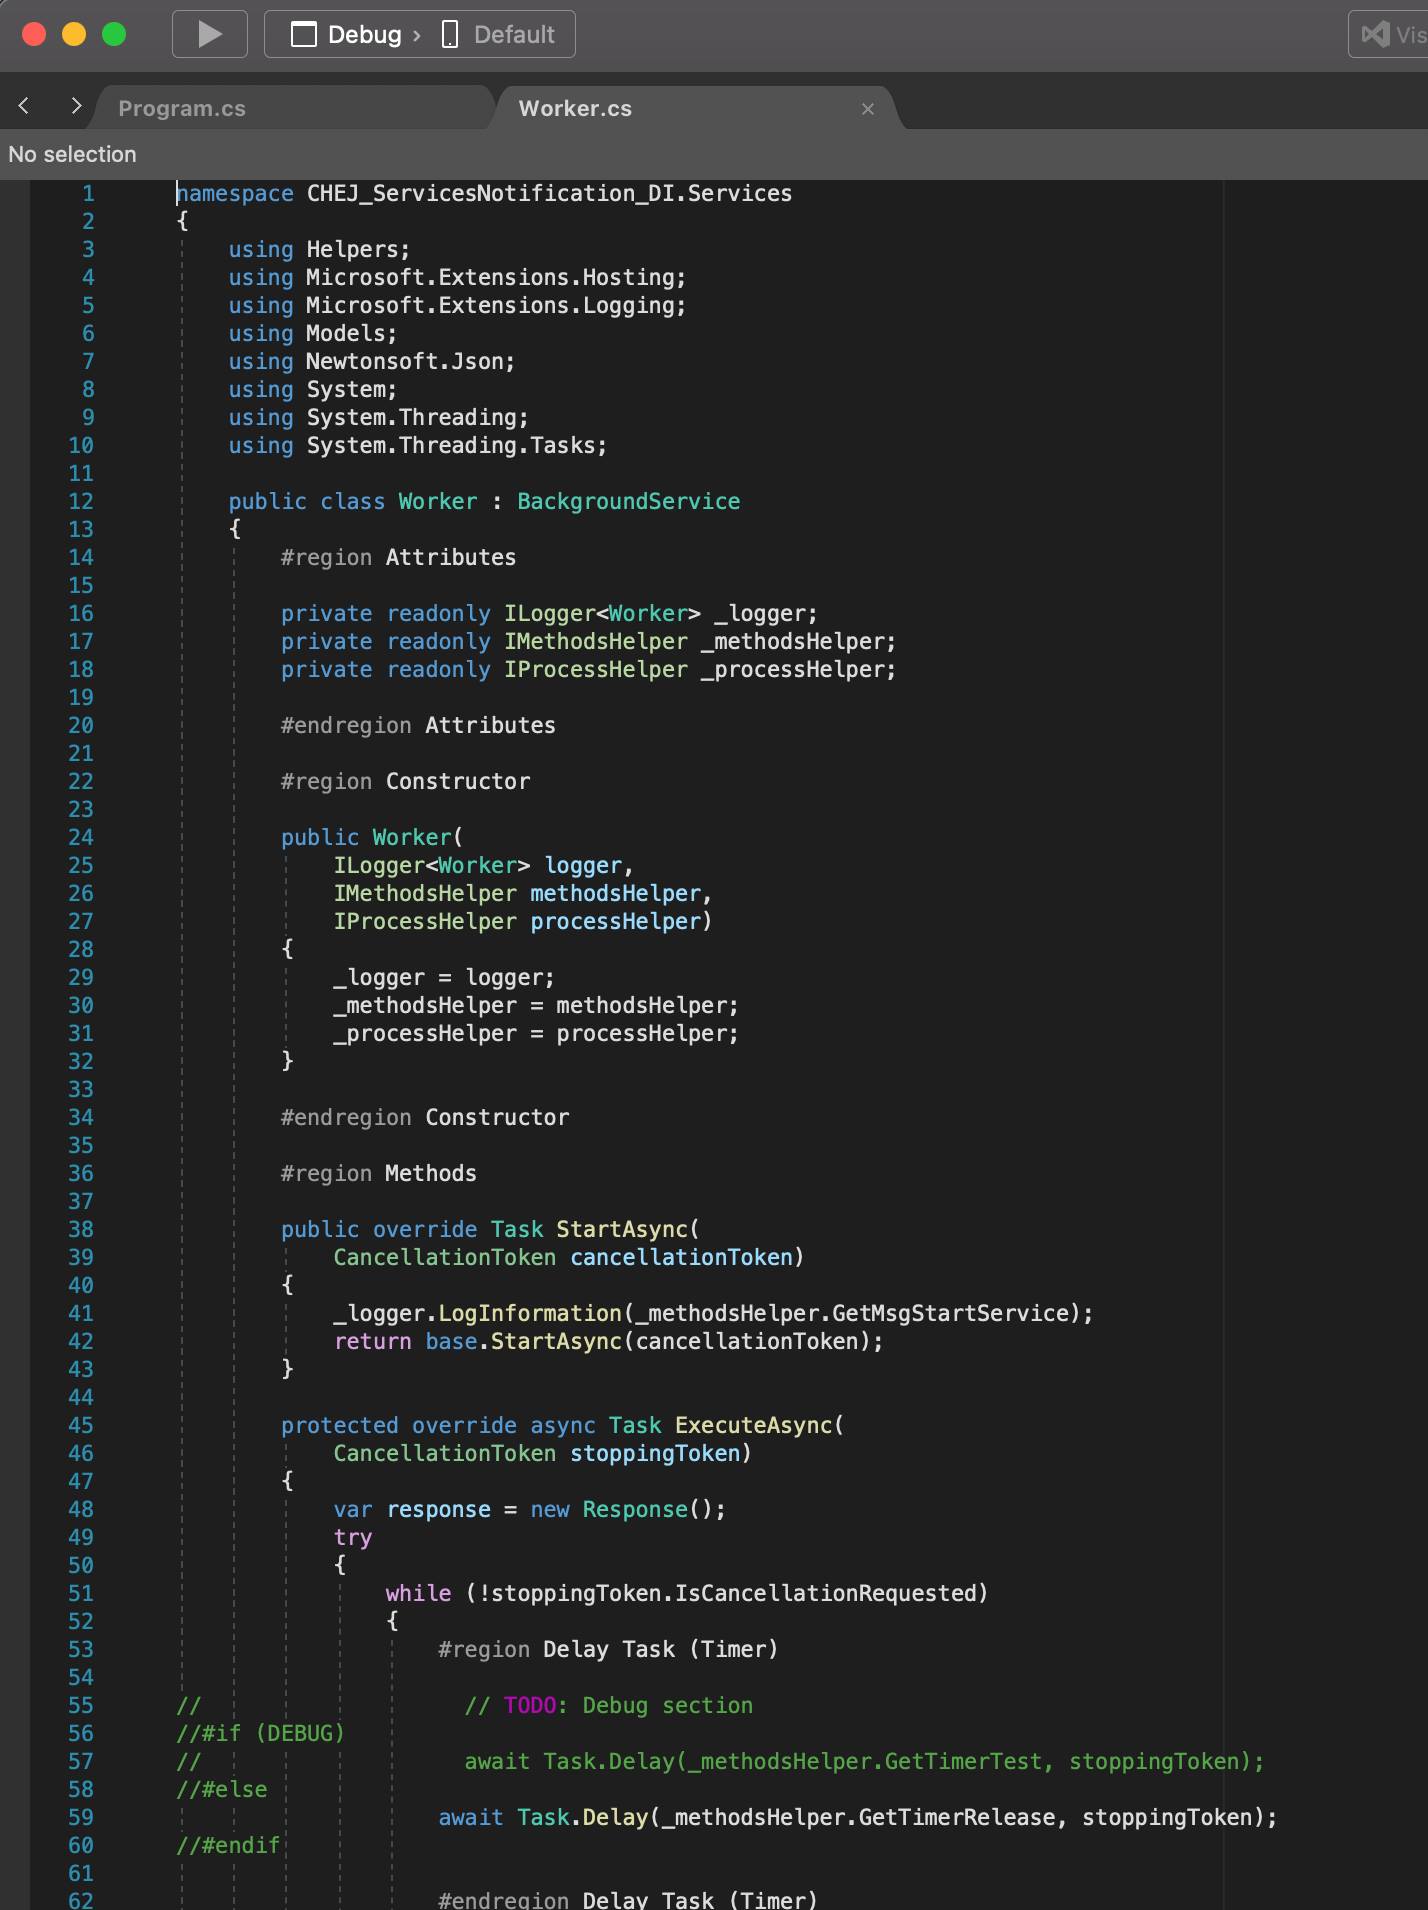 Debug › Default
Vis
Program.cs
Worker.cs ×
No selection
1 namespace CHEJ_ServicesNotification_DI.Services
2 {
3 using Helpers;
4 using Microsoft.Extensions.Hosting;
5 using Microsoft.Extensions.Logging;
6 using Models;
7 using Newtonsoft.Json;
8 using System;
9 using System.Threading;
10 using System.Threading.Tasks;
11
12 public class Worker : BackgroundService
13 {
14 #region Attributes
15
16 private readonly ILogger<Worker> _logger;
17 private readonly IMethodsHelper _methodsHelper;
18 private readonly IProcessHelper _processHelper;
19
20 #endregion Attributes
21
22 #region Constructor
23
24 public Worker(
25 ILogger<Worker> logger,
26 IMethodsHelper methodsHelper,
27 IProcessHelper processHelper)
28 {
29 _logger = logger;
30 _methodsHelper = methodsHelper;
31 _processHelper = processHelper;
32 }
33
34 #endregion Constructor
35
36 #region Methods
37
38 public override Task StartAsync(
39 CancellationToken cancellationToken)
40 {
41 _logger.LogInformation(_methodsHelper.GetMsgStartService);
42 return base.StartAsync(cancellationToken);
43 }
44
45 protected override async Task ExecuteAsync(
46 CancellationToken stoppingToken)
47 {
48 var response = new Response();
49 try
50 {
51 while (!stoppingToken.IsCancellationRequested)
52 {
53 #region Delay Task (Timer)
54
55 // // TODO: Debug section
56 //#if (DEBUG)
57 // await Task.Delay(_methodsHelper.GetTimerTest, stoppingToken);
58 //#else
59 await Task.Delay(_methodsHelper.GetTimerRelease, stoppingToken);
60 //#endif
61
62 #endregion Delay Task (Timer)